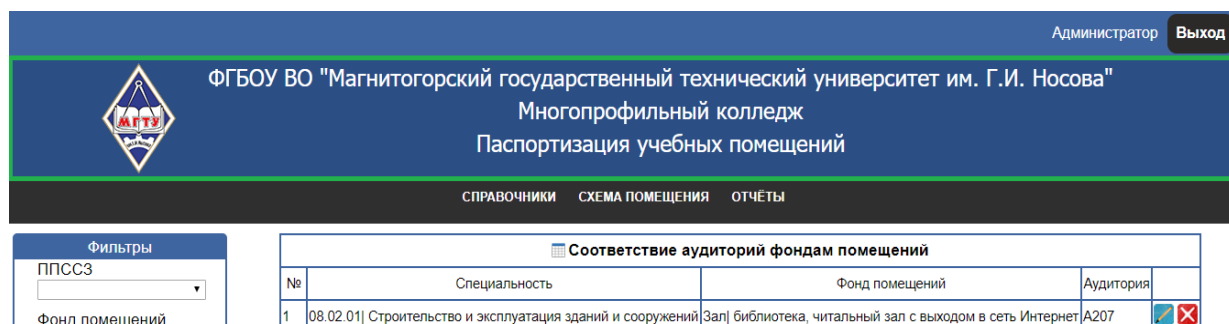 Администратор Выход
ФГБОУ ВО "Магнитогорский государственный технический университет им. Г.И. Носова"
МГТУ
Многопрофильный колледж
Паспортизация учебных помещений
СПРАВОЧНИКИ СХЕМА ПОМЕЩЕНИЯ ОТЧЁТЫ
Фильтры
ППССЗ
Фонд помещений
Соответствие аудиторий фондам помещений
№ Специальность Фонд помещений Аудитория
1 08.02.01| Строительство и эксплуатация зданий и сооружений Зал| библиотека, читальный зал с выходом в сеть Интернет А207